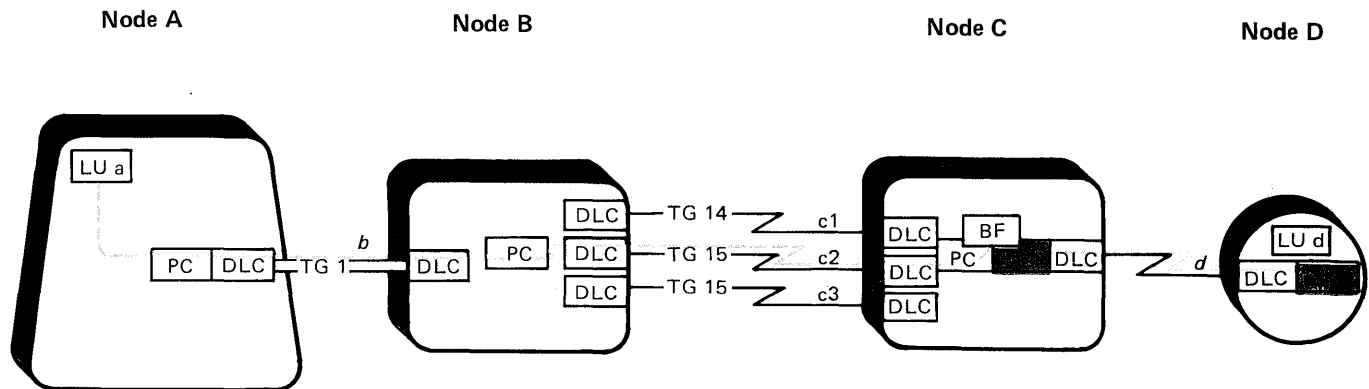 Node A
Node B
Node C
Node D
LU a
PC
DLC
TG 1
b
DLC
PC
DLC
DLC
DLC
TG 14
TG 15
TG 15
c1
c2
c3
DLC
DLC
DLC
BF
PC
DLC
d
LU d
DLC